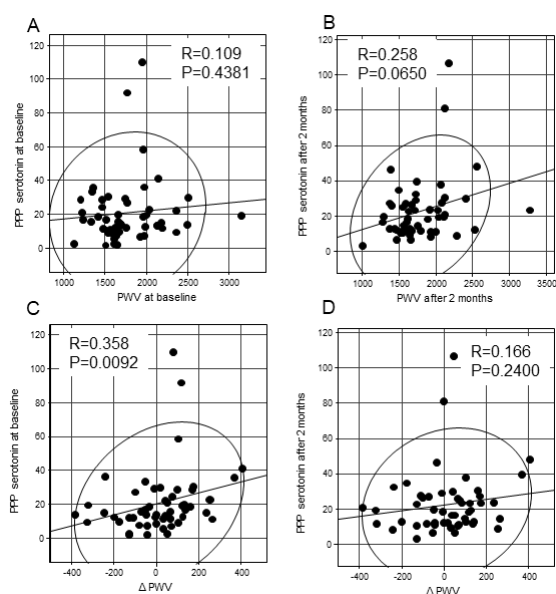 A
R=0.109
P=0.4381
PPP serotonin at baseline
120
100
80
60
40
20
0
1000 1500 2000 2500 3000
PWV at baseline
B
R=0.258
P=0.0650
PPP serotonin after 2 months
120
100
80
60
40
20
0
1000 1500 2000 2500 3000 3500
PWV after 2 months
C
R=0.358
P=0.0092
PPP serotonin at baseline
120
100
80
60
40
20
0
-400 -200 0 200 400
Δ PWV
D
R=0.166
P=0.2400
PPP serotonin after 2 months
120
100
80
60
40
20
0
-400 -200 0 200 400
Δ PWV